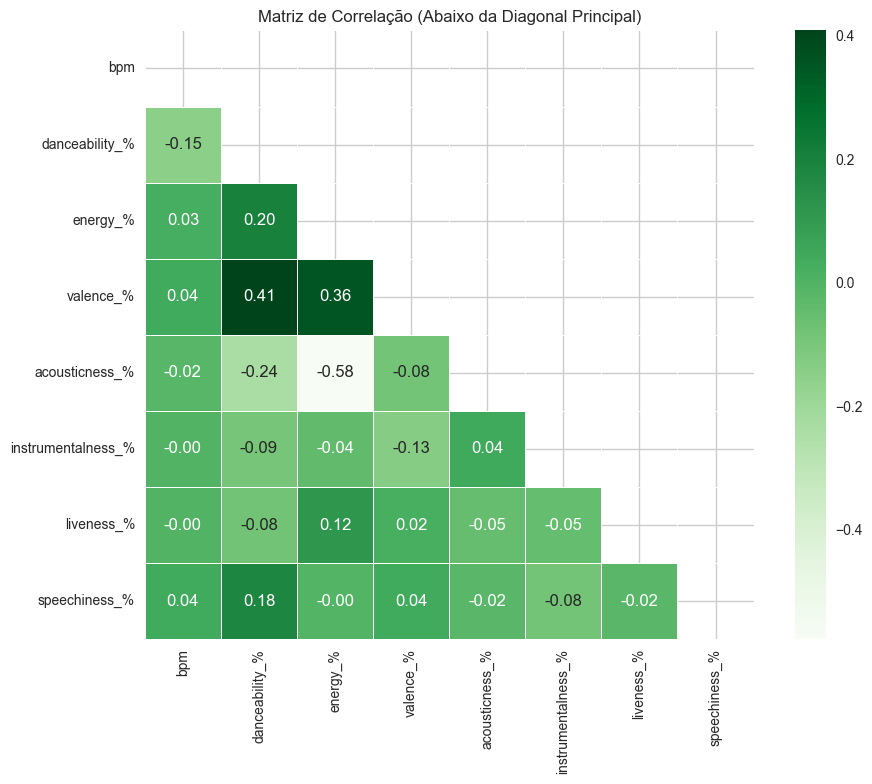 Matriz de Correlação (Abaixo da Diagonal Principal)
bpm
danceability_% -0.15
energy_% 0.03 0.20
valence_% 0.04 0.41 0.36
acousticness_% -0.02 -0.24 -0.58 -0.08
instrumentalness_% -0.00 -0.09 -0.04 -0.13 0.04
liveness_% -0.00 -0.08 0.12 0.02 -0.05 -0.05
speechiness_% 0.04 0.18 -0.00 0.04 -0.02 -0.08 -0.02
bpm
danceability_%
energy_%
valence_%
acousticness_%
instrumentalness_%
liveness_%
speechiness_%
0.4
0.2
0.0
−0.2
−0.4